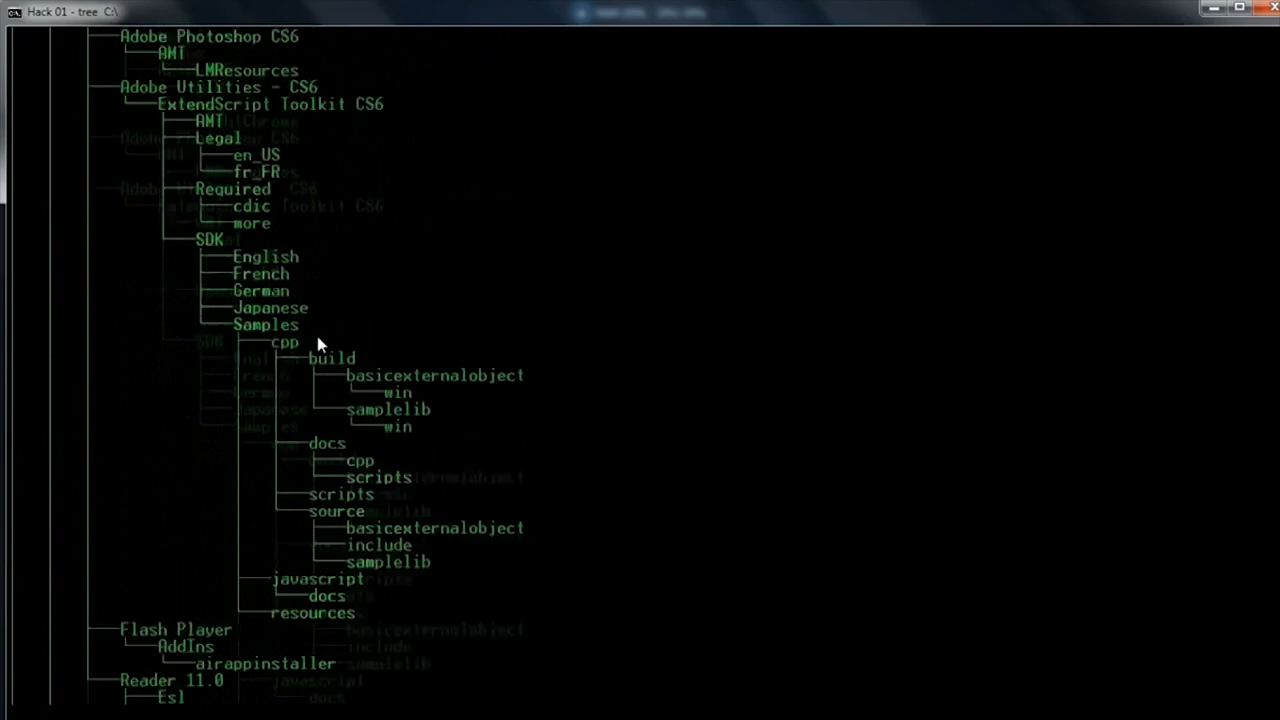 Hack 01 - tree C:\
Adobe Photoshop CS6
AMT
LMResources
Adobe Utilities - CS6
ExtendScript Toolkit CS6
AMT
Legal
en_US
fr_FR
Required
cdic
more
SDK
English
French
German
Japanese
Samples
cpp
build
basicexternalobject
win
samplelib
win
docs
cpp
scripts
scripts
source
basicexternalobject
include
samplelib
javascript
docs
resources
Flash Player
AddIns
airappinstaller
Reader 11.0
Esl